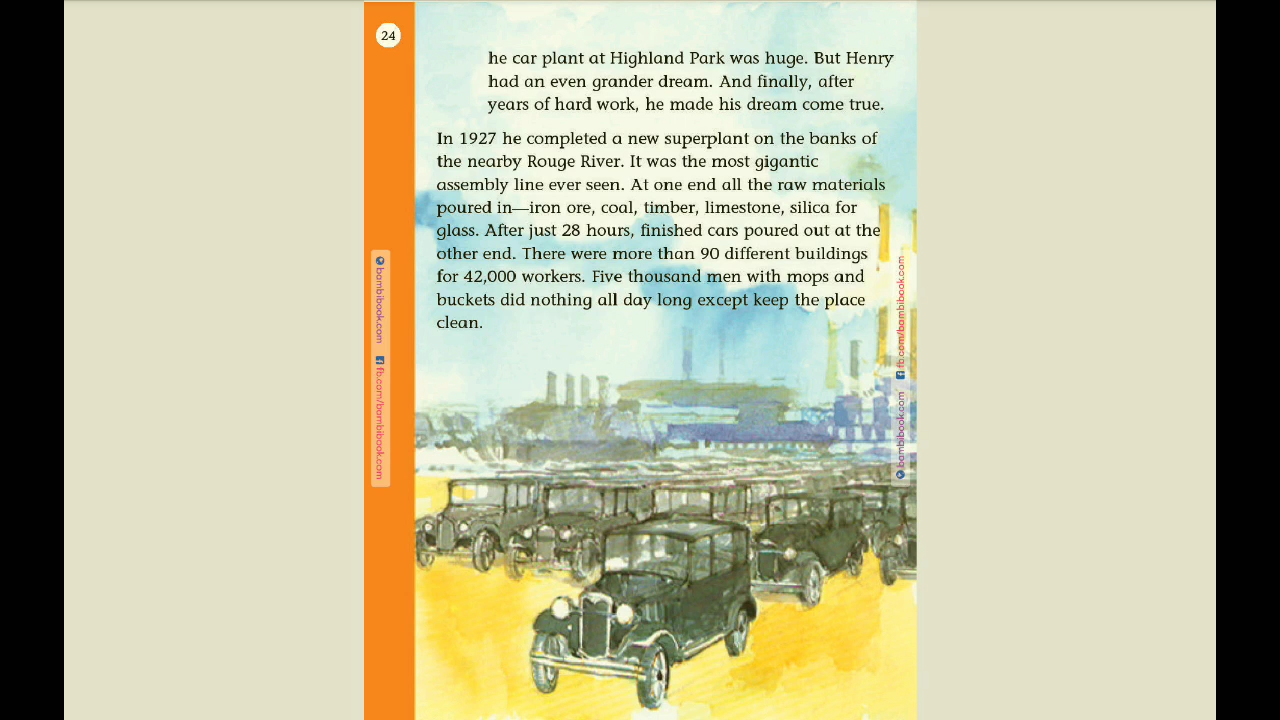 24
he car plant at Highland Park was huge. But Henry
had an even grander dream. And finally, after
years of hard work, he made his dream come true.
In 1927 he completed a new superplant on the banks of
the nearby Rouge River. It was the most gigantic
assembly line ever seen. At one end all the raw materials
poured in—iron ore, coal, timber, limestone, silica for
glass. After just 28 hours, finished cars poured out at the
other end. There were more than 90 different buildings
for 42,000 workers. Five thousand men with mops and
buckets did nothing all day long except keep the place
clean.
bambibook.com fb.com/bambibook.com
bambibook.com fb.com/bambibook.com